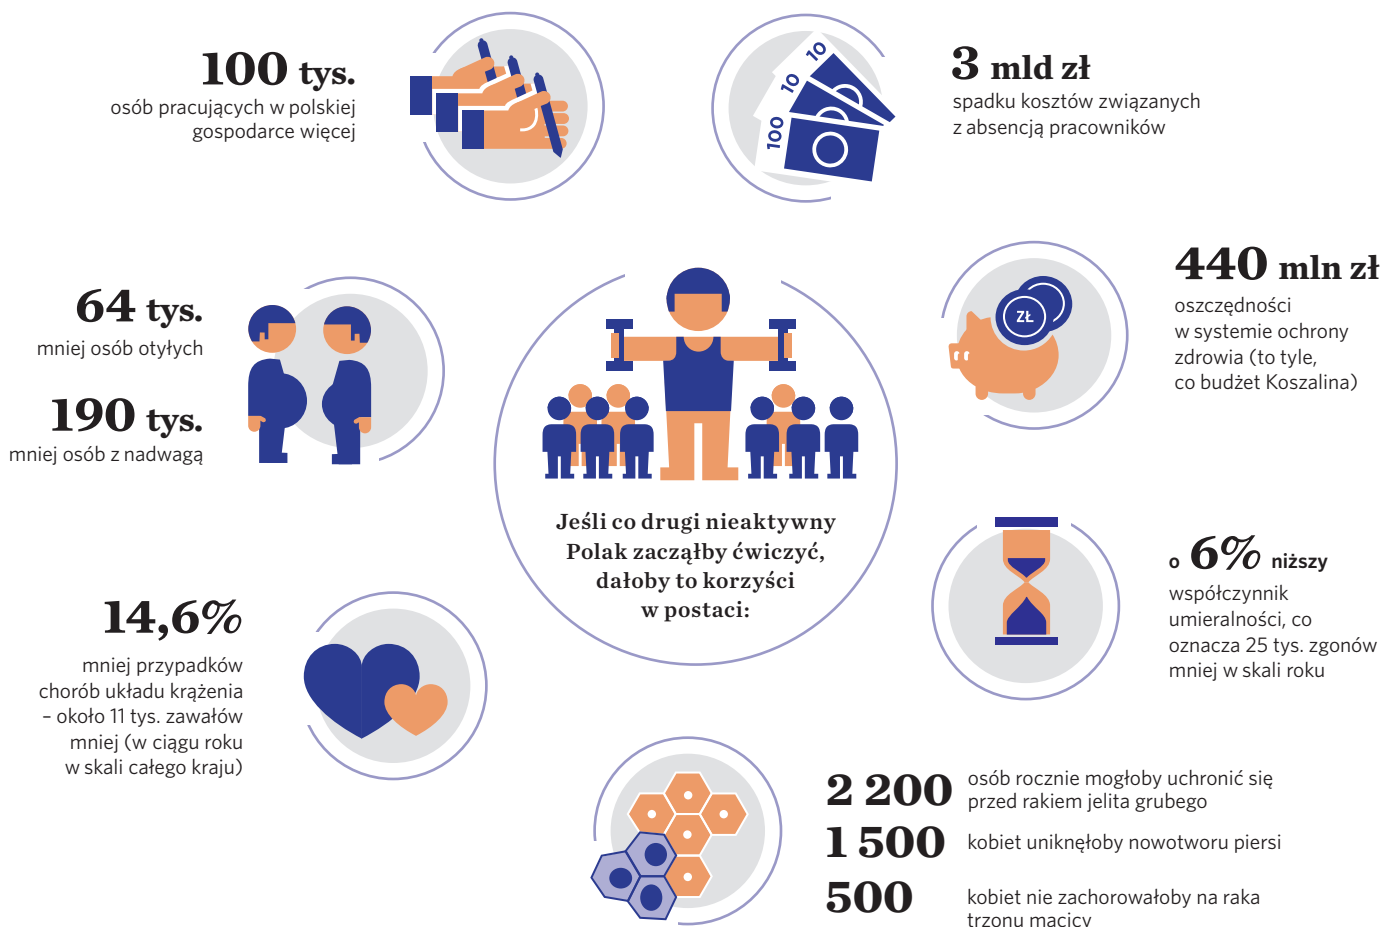 100 tys.
osób pracujących w polskiej
gospodarce więcej
10
10
100
3 mld zł
spadku kosztów związanych
z absencją pracowników
64 tys.
mniej osób otyłych
190 tys.
mniej osób z nadwagą
ZŁ
440 mln zł
oszczędności
w systemie ochrony
zdrowia (to tyle,
co budżet Koszalina)
Jeśli co drugi nieaktywny
Polak zacząłby ćwiczyć,
dałoby to korzyści
w postaci:
o 6% niższy
współczynnik
umieralności, co
oznacza 25 tys. zgonów
mniej w skali roku
14,6%
mniej przypadków
chorób układu krążenia
– około 11 tys. zawałów
mniej (w ciągu roku
w skali całego kraju)
2 200 osób rocznie mogłoby uchronić się
przed rakiem jelita grubego
1 500 kobiet uniknęłoby nowotworu piersi
500 kobiet nie zachorowałoby na raka
trzonu macicy